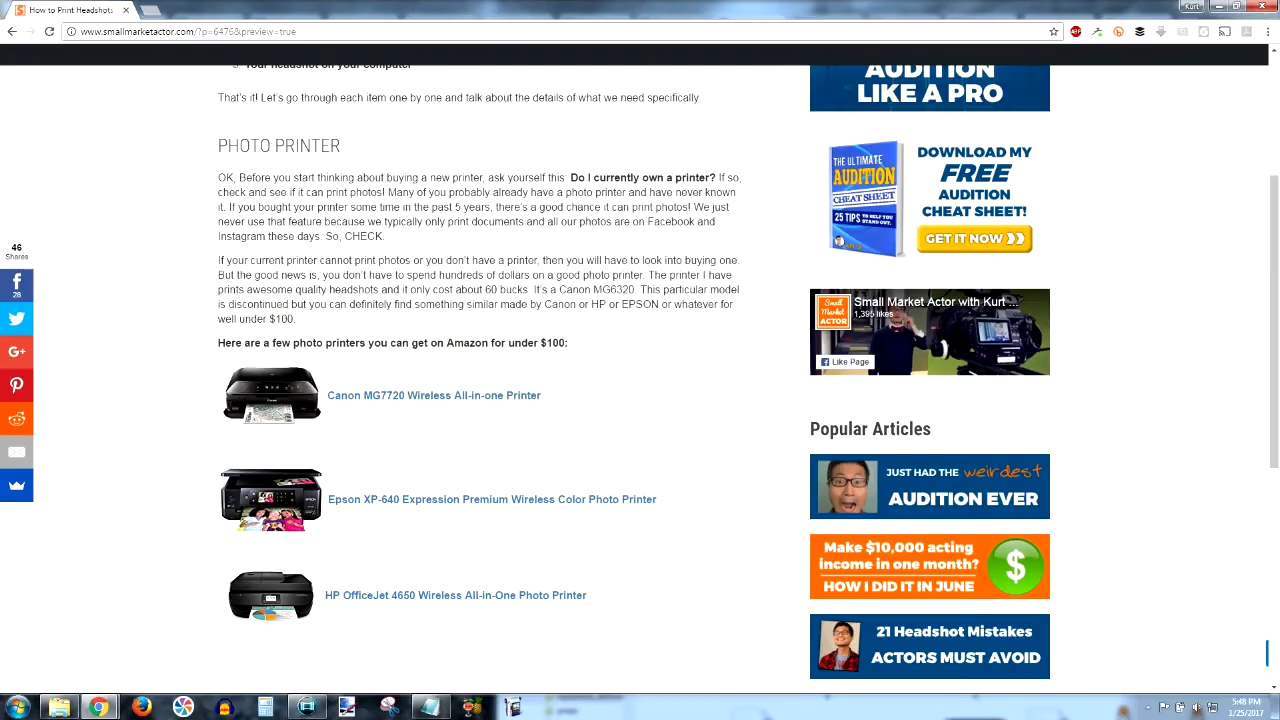 How to Print Headshots
Kurt
www.smallmarketactor.com/?p=6476&preview=true
3. Your headshot on your computer
That's it! Let's go through each item one by one and talk about the details of what we need specifically.
PHOTO PRINTER
OK, Before you start thinking about buying a new printer, ask yourself this: Do I currently own a printer? If so,
check and see if it can print photos! Many of you probably already have a photo printer and have never known
it. If you bought your printer some time in the past 5 years, there's a good chance it can print photos! We just
never use that feature because we typically only print documents and all our photos are on Facebook and
Instagram these days. So, CHECK.
If your current printer cannot print photos or you don't have a printer, then you will have to look into buying one.
But the good news is, you don't have to spend hundreds of dollars on a good photo printer. The printer I have
prints awesome quality headshots and it only cost about 60 bucks. It's a Canon MG6320. This particular model
is discontinued but you can definitely find something similar made by Canon or HP or EPSON or whatever for
well under $100.
Here are a few photo printers you can get on Amazon for under $100:
Canon MG7720 Wireless All-in-one Printer
Epson XP-640 Expression Premium Wireless Color Photo Printer
HP OfficeJet 4650 Wireless All-in-One Photo Printer
46
Shares
28
AUDITION
LIKE A PRO
THE ULTIMATE
AUDITION
CHEAT SHEET
25 TIPS TO HELP YOU
STAND OUT.
DOWNLOAD MY
FREE
AUDITION
CHEAT SHEET!
GET IT NOW
Small
Market
ACTOR
Small Market Actor with Kurt ...
1,395 likes
Like Page
Popular Articles
JUST HAD THE weirdest
AUDITION EVER
Make $10,000 acting
income in one month?
HOW I DID IT IN JUNE
$
21 Headshot Mistakes
ACTORS MUST AVOID
5:48 PM
1/25/2017